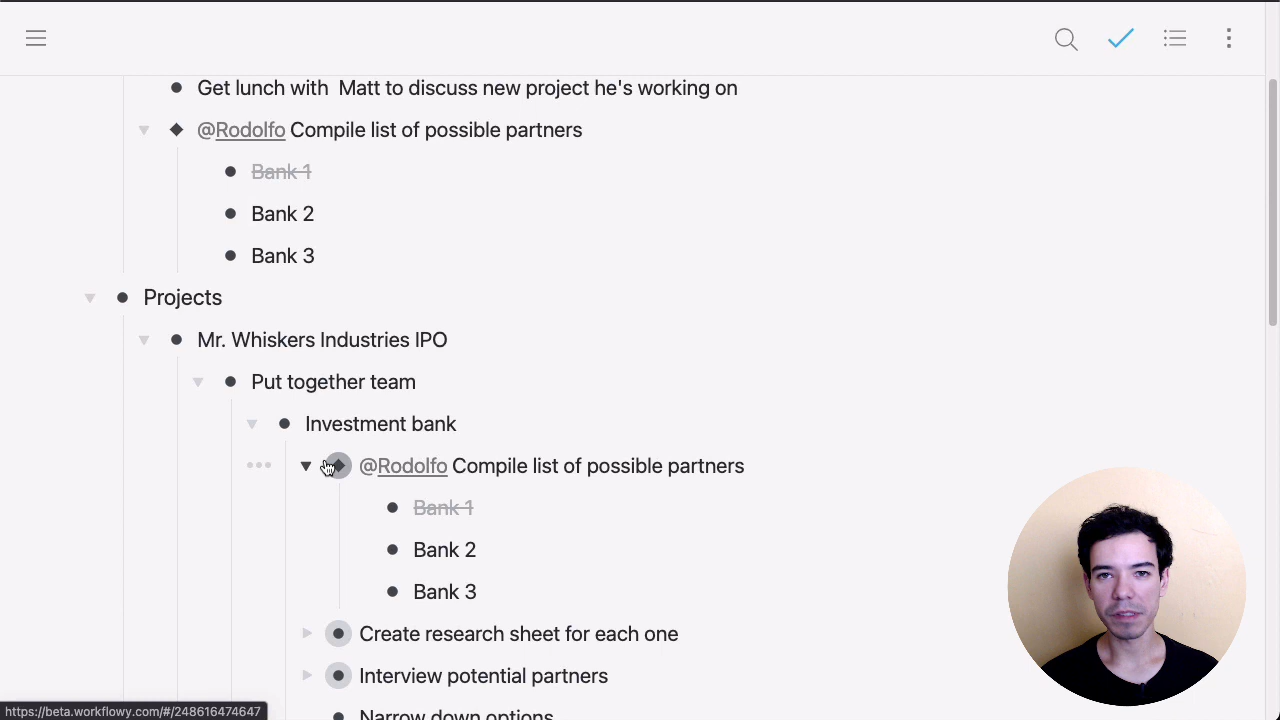 Get lunch with  Matt to discuss new project he's working on
@Rodolfo Compile list of possible partners
Bank 1
Bank 2
Bank 3
Projects
Mr. Whiskers Industries IPO
Put together team
Investment bank
@Rodolfo Compile list of possible partners
Bank 1
Bank 2
Bank 3
Create research sheet for each one
Interview potential partners
Narrow down options
https://beta.workflowy.com/#/248616474647